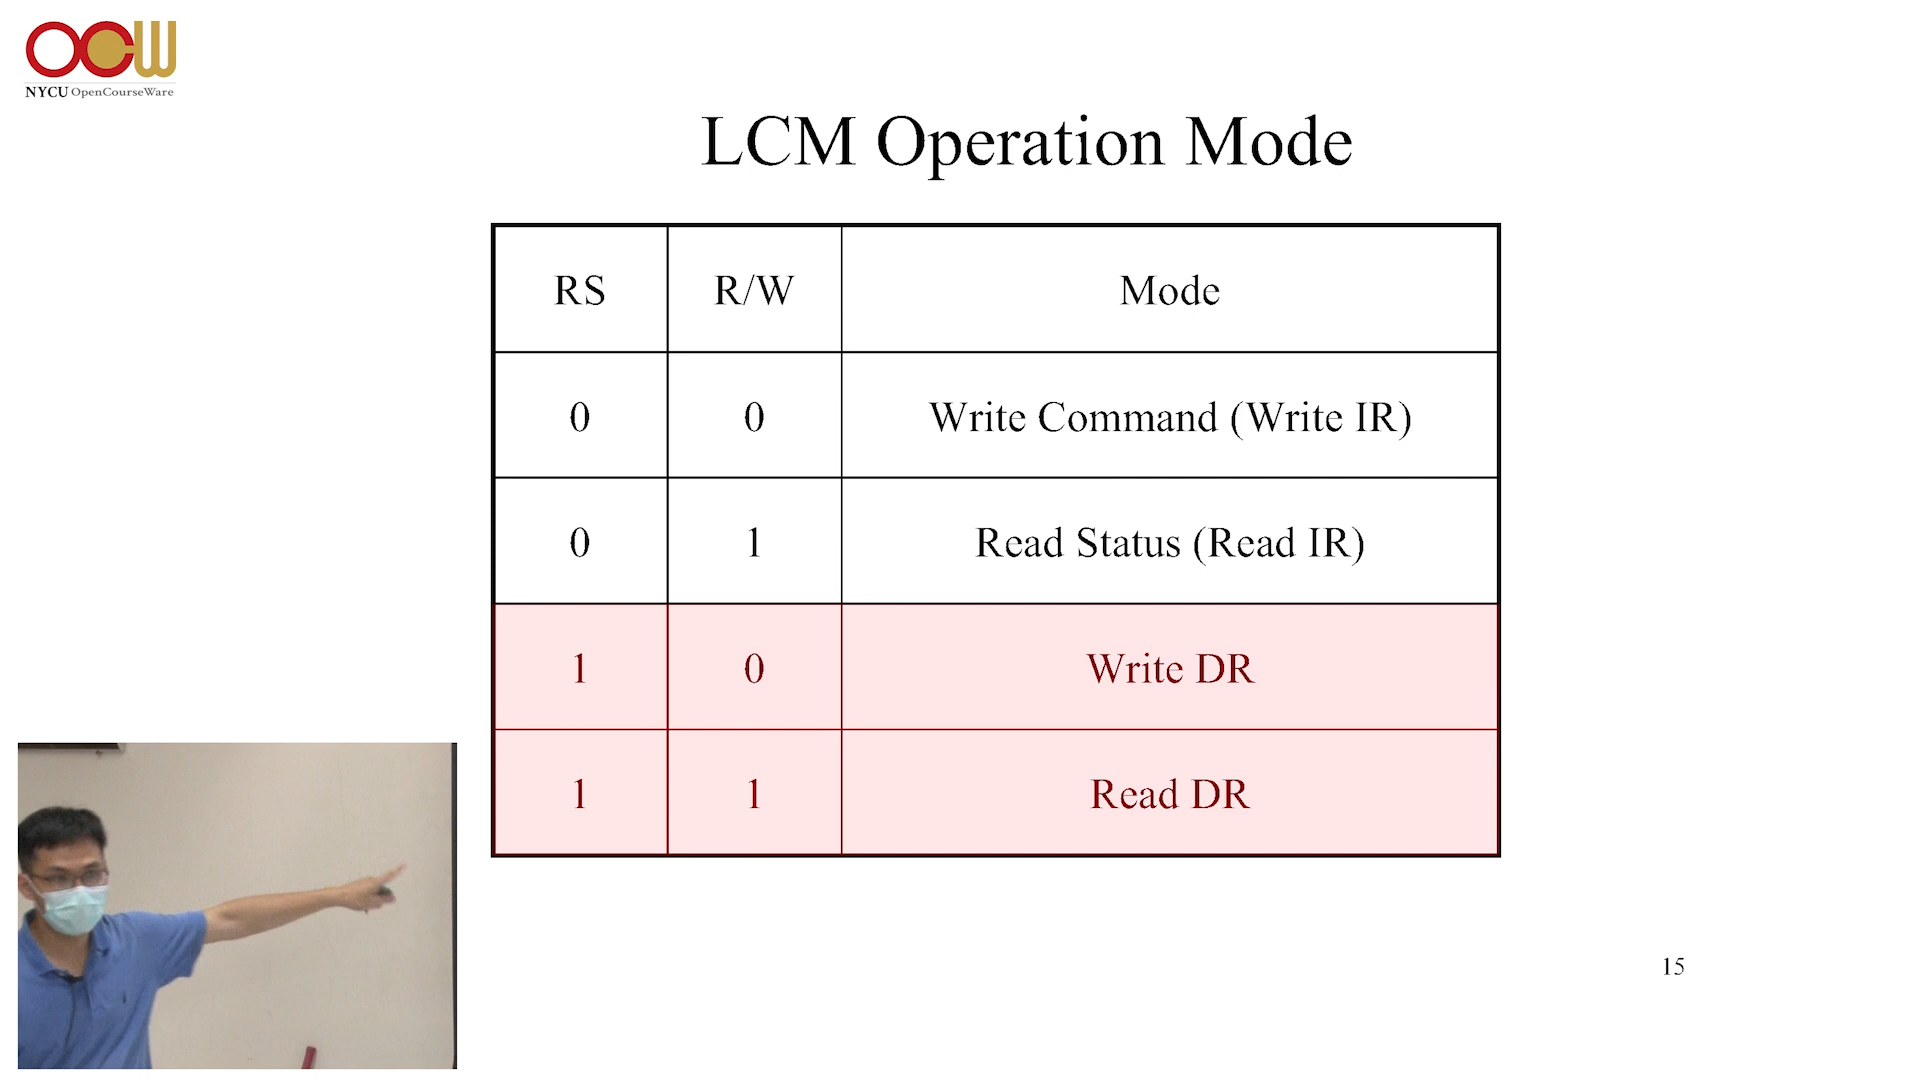 OCW
NYCU OpenCourseWare
LCM Operation Mode
RS R/W Mode
0 0 Write Command (Write IR)
0 1 Read Status (Read IR)
1 0 Write DR
1 1 Read DR
15